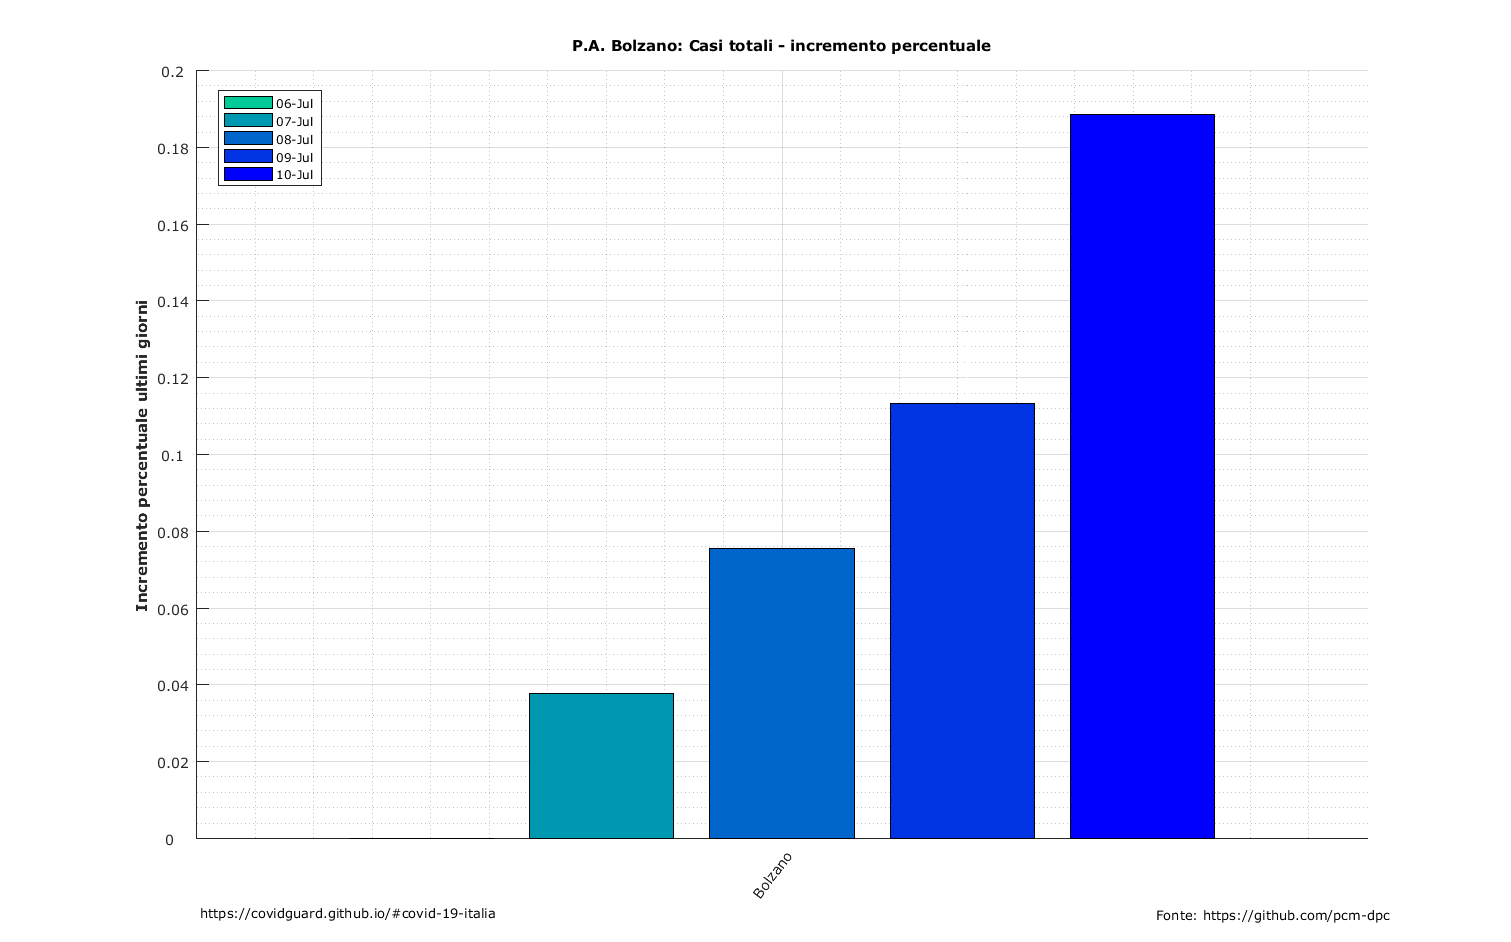 P.A. Bolzano: Casi totali - incremento percentuale
0.2
0.18
0.16
0.14
0.12
0.1
0.08
0.06
0.04
0.02
0
Incremento percentuale ultimi giorni
06-Jul
07-Jul
08-Jul
09-Jul
10-Jul
Bolzano
https://covidguard.github.io/#covid-19-italia
Fonte: https://github.com/pcm-dpc